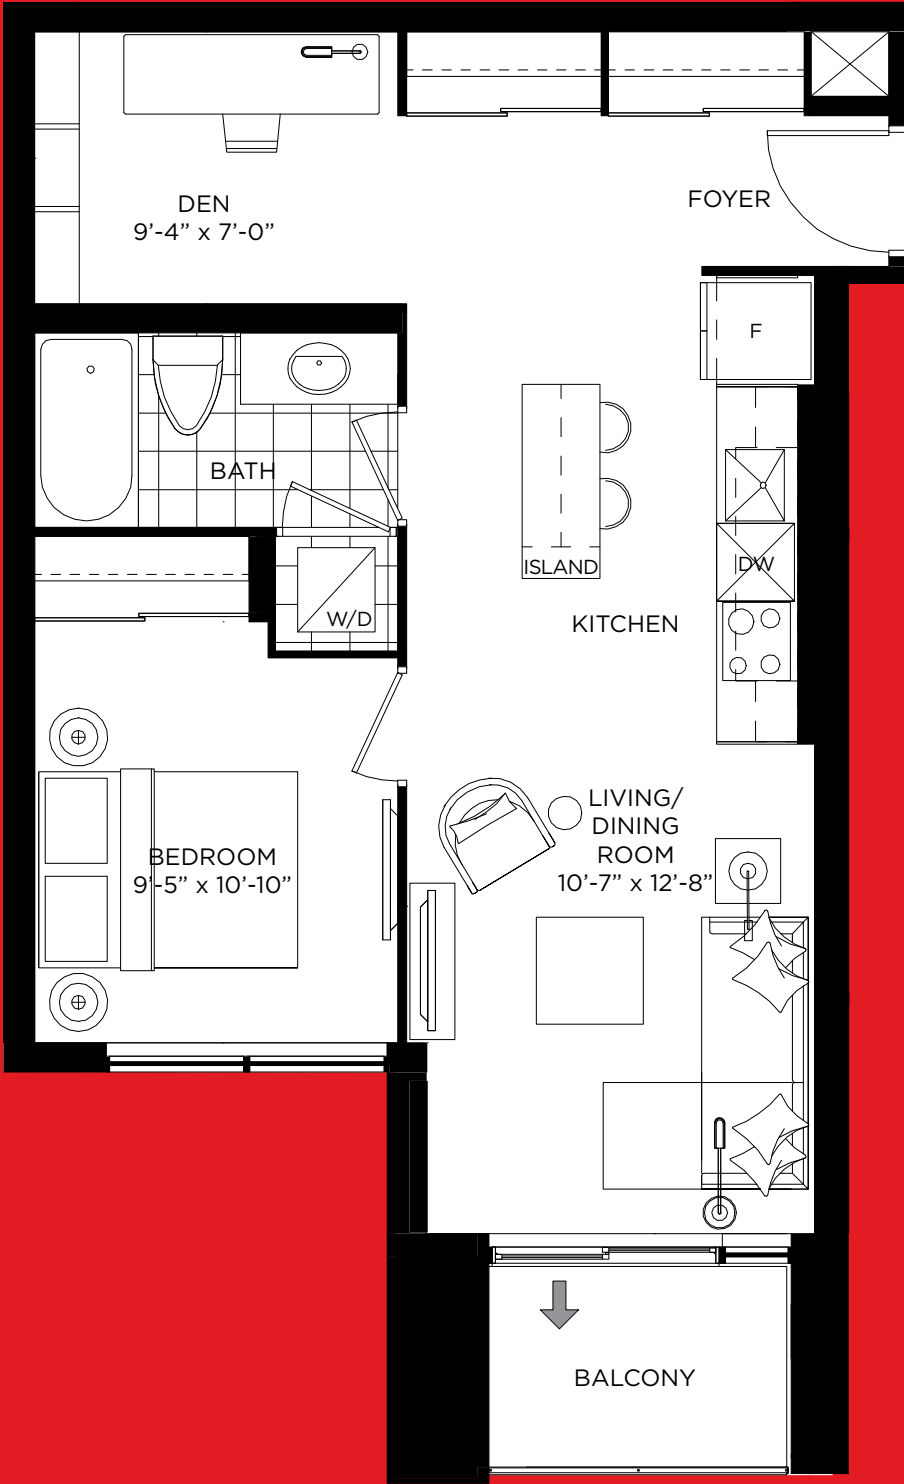 DEN
9’-4” x 7’-0”
FOYER
F
BATH
ISLAND
DW
W/D
KITCHEN
LIVING/
DINING
ROOM
10’-7” x 12’-8”
BEDROOM
9’-5” x 10’-10”
BALCONY